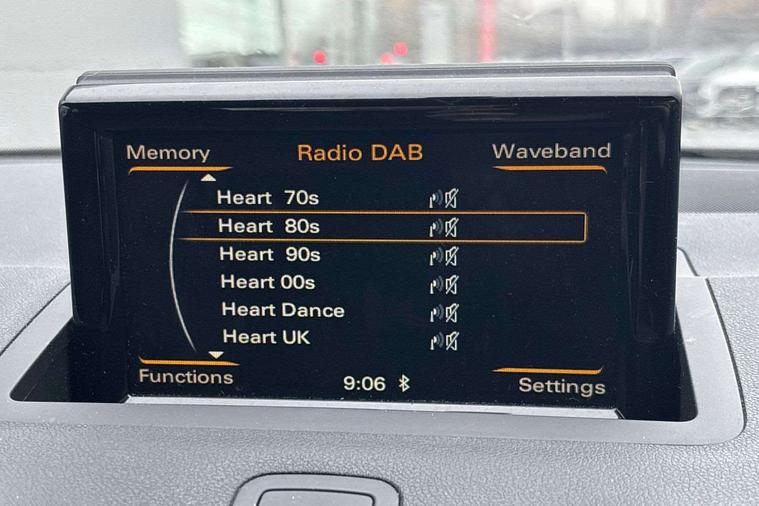 Memory Radio DAB Waveband
Heart 70s
Heart 80s
Heart 90s
Heart 00s
Heart Dance
Heart UK
Functions 9:06 Settings